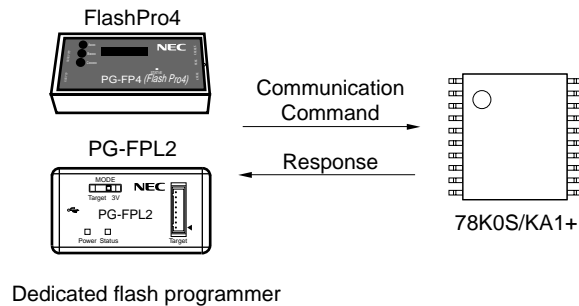 FlashPro4
NEC
PG-FP4 (Flash Pro4)
Communication
Command
PG-FPL2
Response
MODE
NEC
Target 3V
PG-FPL2
Power Status
Target
78K0S/KA1+
Dedicated flash programmer